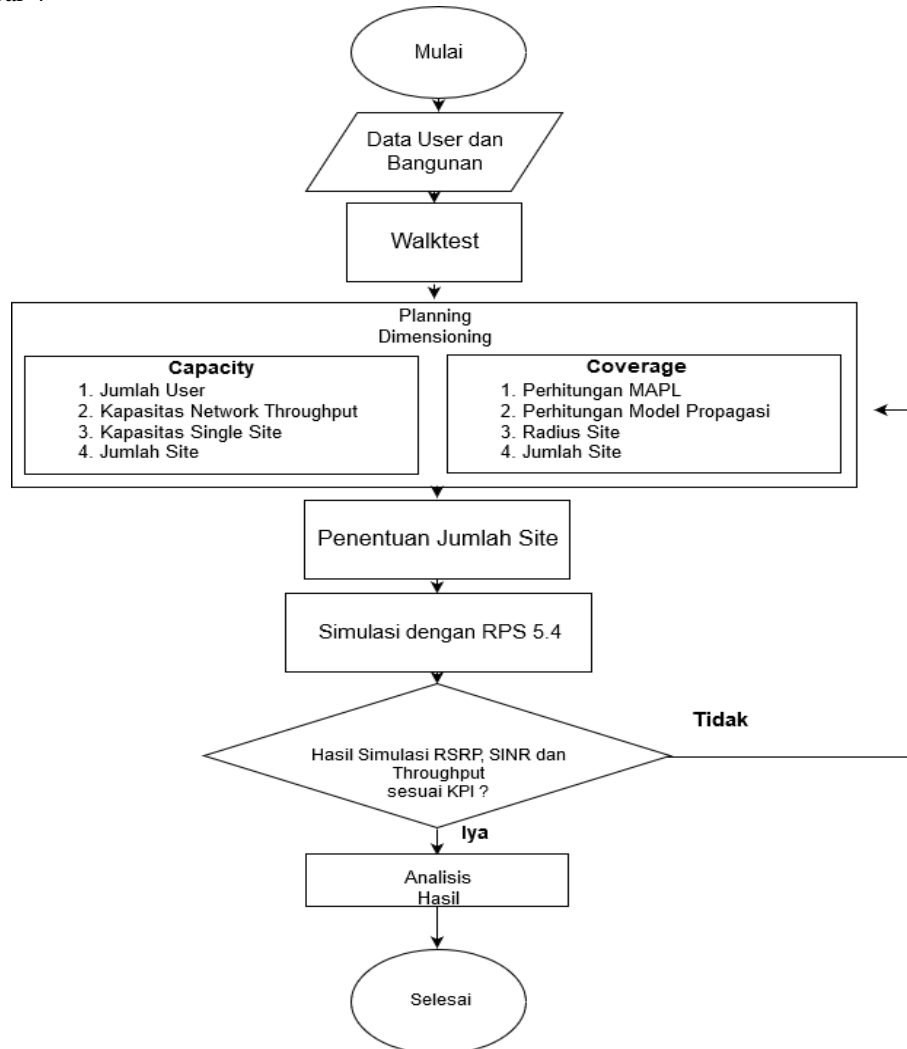 Mulai
Data User dan
Bangunan
Walktest
Planning
Dimensioning
Capacity
1. Jumlah User
2. Kapasitas Network Throughput
3. Kapasitas Single Site
4. Jumlah Site
Coverage
1. Perhitungan MAPL
2. Perhitungan Model Propagasi
3. Radius Site
4. Jumlah Site
Penentuan Jumlah Site
Simulasi dengan RPS 5.4
Hasil Simulasi RSRP, SINR dan
Throughput
sesuai KPI ?
Tidak
Iya
Analisis
Hasil
Selesai